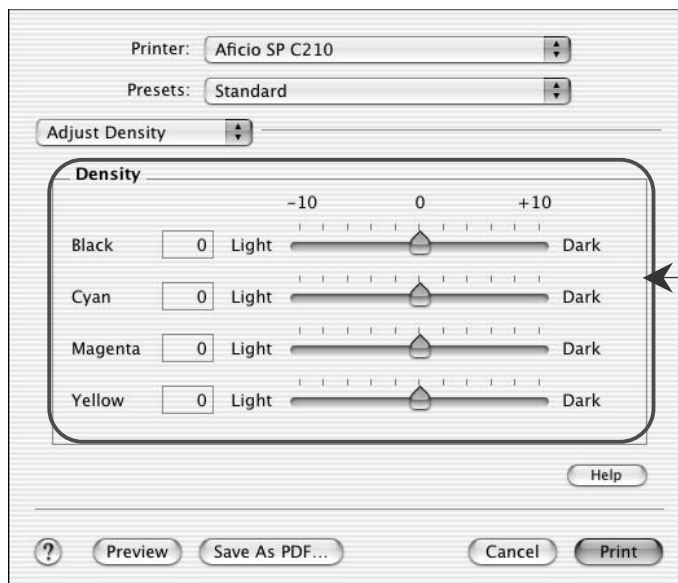 Printer: Aficio SP C210
Presets: Standard
Adjust Density
Density
-10 0 +10
Black 0 Light Dark
Cyan 0 Light Dark
Magenta 0 Light Dark
Yellow 0 Light Dark
Help
? Preview Save As PDF... Cancel Print